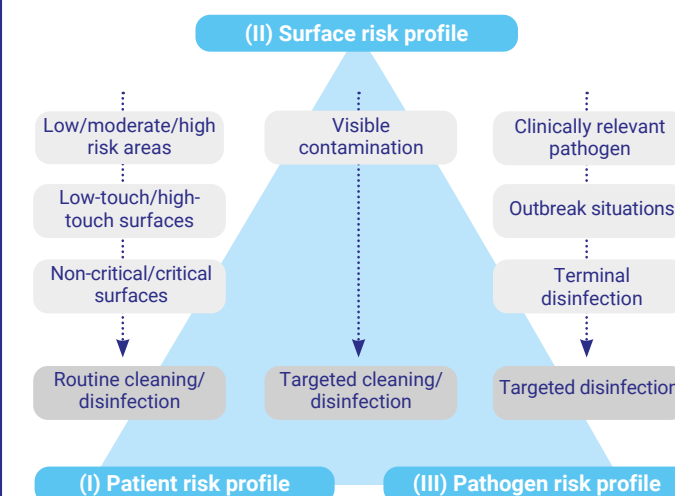 (II) Surface risk profile
Low/moderate/high
risk areas
Low-touch/high-
touch surfaces
Non-critical/critical
surfaces
Routine cleaning/
disinfection
Visible
contamination
Targeted cleaning/
disinfection
Clinically relevant
pathogen
Outbreak situations
Terminal
disinfection
Targeted disinfection
(I) Patient risk profile
(III) Pathogen risk profile